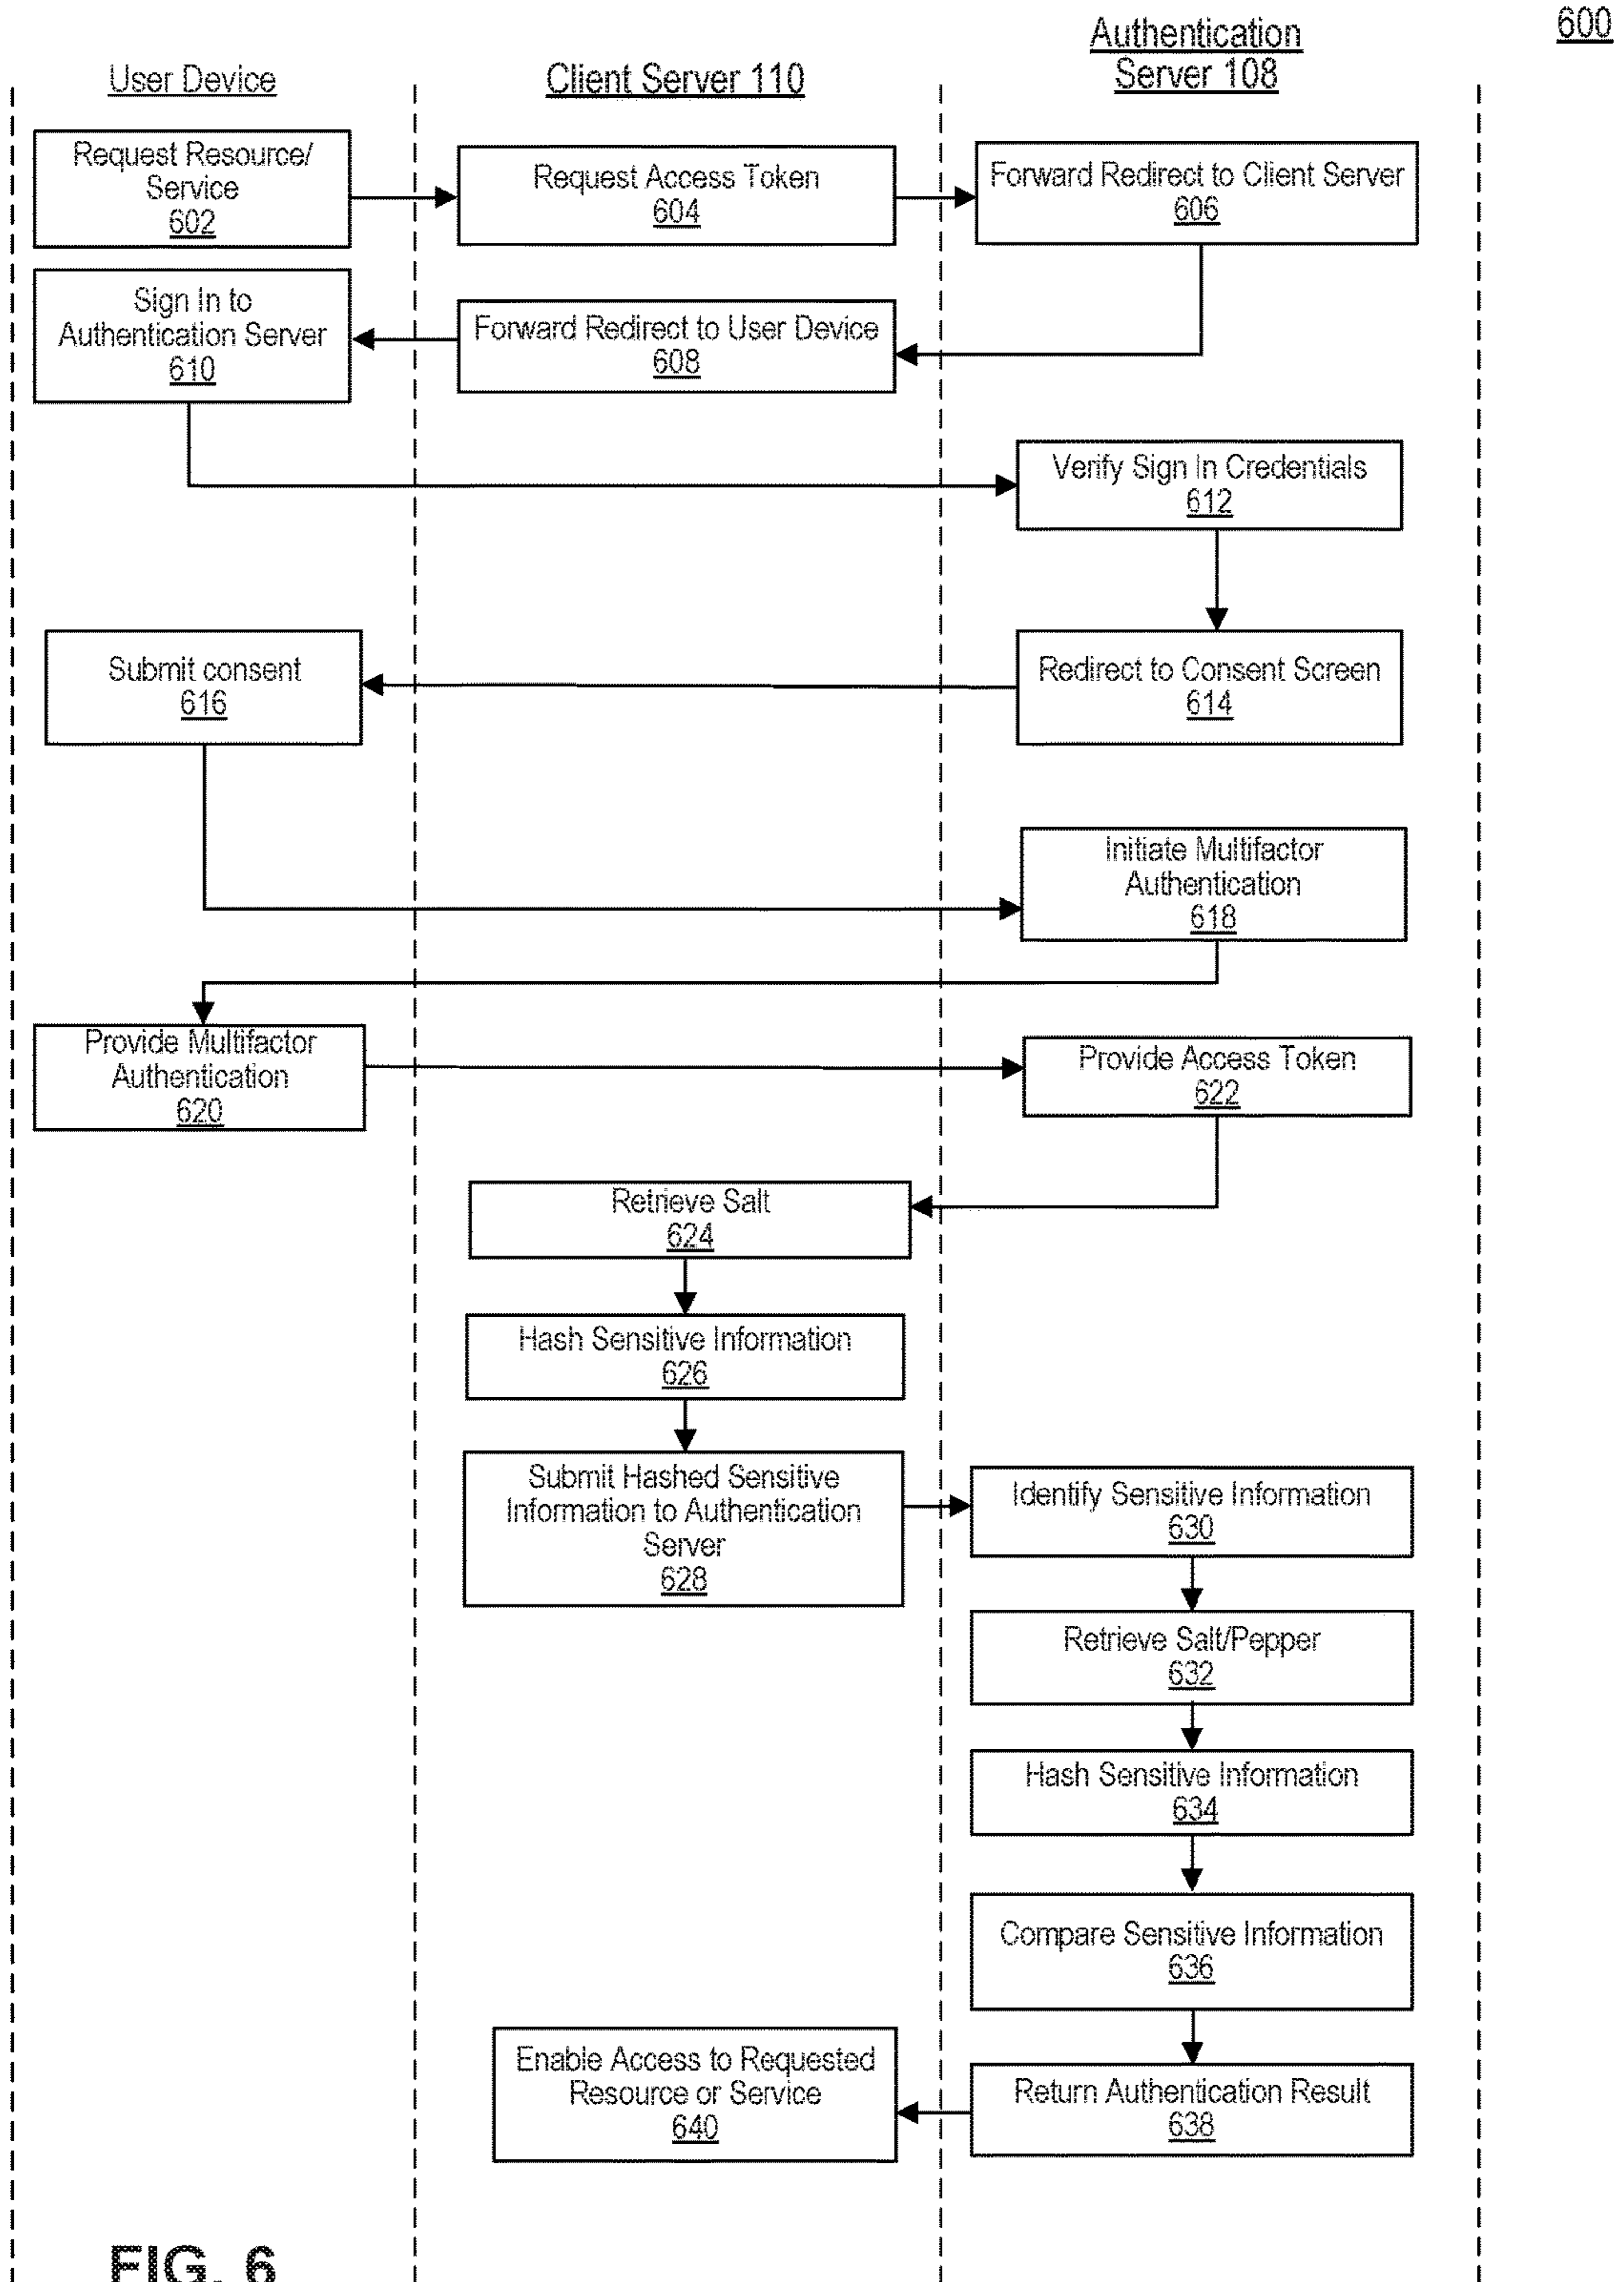 600
User Device
Client Server 110
Authentication
Server 108
Request Resource/
Service
602
Request Access Token
604
Forward Redirect to Client Server
606
Sign In to
Authentication Server
610
Forward Redirect to User Device
608
Verify Sign In Credentials
612
Submit consent
616
Redirect to Consent Screen
614
Initiate Multifactor
Authentication
618
Provide Multifactor
Authentication
620
Provide Access Token
622
Retrieve Salt
624
Hash Sensitive Information
626
Submit Hashed Sensitive
Information to Authentication
Server
628
Identify Sensitive Information
630
Retrieve Salt/Pepper
632
Hash Sensitive Information
634
Compare Sensitive Information
636
Enable Access to Requested
Resource or Service
640
Return Authentication Result
638
FIG. 6